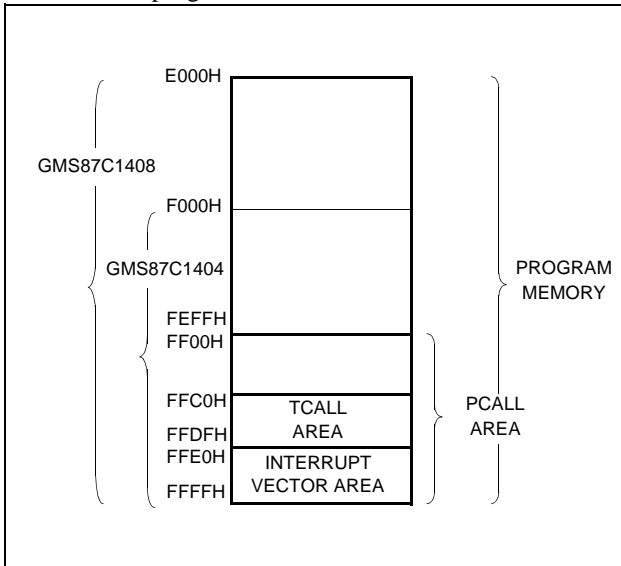 E000H
GMS87C1408
F000H
GMS87C1404
PROGRAM
MEMORY
FEFFH
FF00H
FFC0H
TCALL
AREA
PCALL
AREA
FFDFH
FFE0H
INTERRUPT
VECTOR AREA
FFFFH